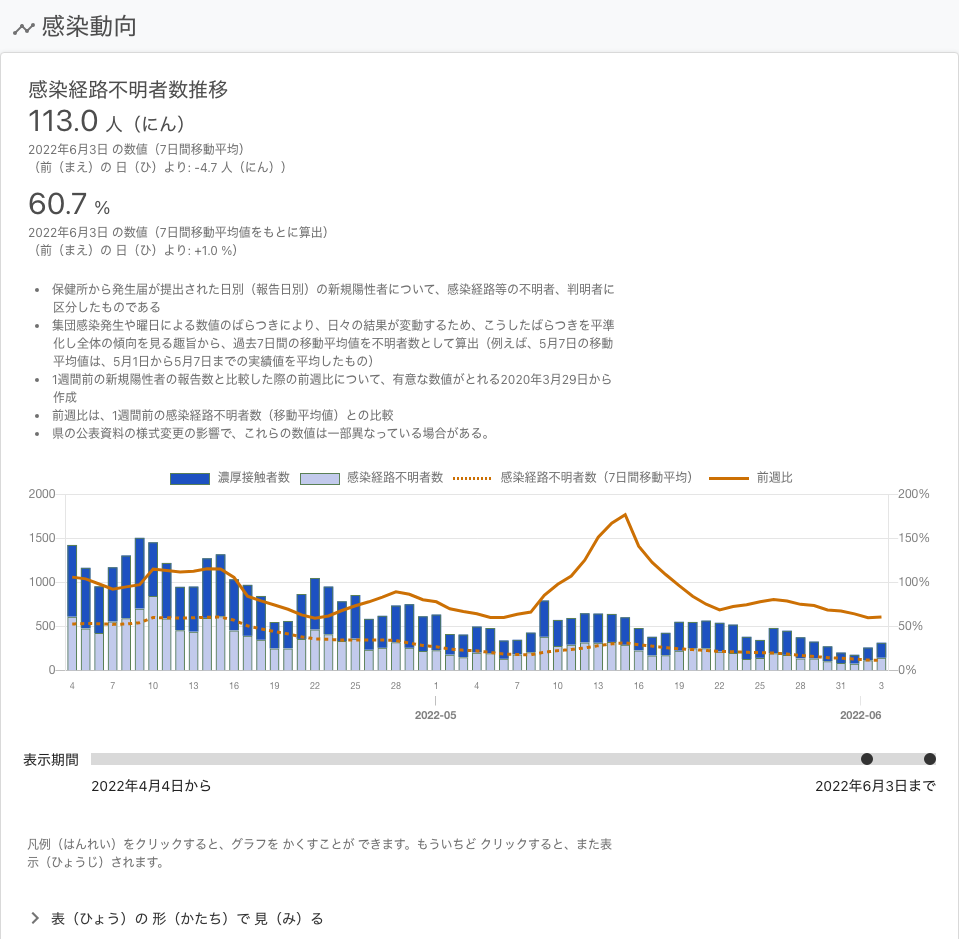 感染動向
感染経路不明者数推移
113.0 人（にん）
2022年6月3日 の数値（7日間移動平均）
（前（まえ）の 日（ひ）より: -4.7 人（にん））
60.7 %
2022年6月3日 の数値（7日間移動平均値をもとに算出）
（前（まえ）の 日（ひ）より: +1.0 %）
• 保健所から発生届が提出された日別（報告日別）の新規陽性者について、感染経路等の不明者、判明者に
区分したものである
• 集団感染発生や曜日による数値のばらつきにより、日々の結果が変動するため、こうしたばらつきを平準
化し全体の傾向を見る趣旨から、過去7日間の移動平均値を不明者数として算出（例えば、5月7日の移動
平均値は、5月1日から5月7日までの実績値を平均したもの）
• 1週間前の新規陽性者の報告数と比較した際の前週比について、有意な数値がとれる2020年3月29日から
作成
• 前週比は、1週間前の感染経路不明者数（移動平均値）との比較
• 県の公表資料の様式変更の影響で、これらの数値は一部異なっている場合がある。
濃厚接触者数 感染経路不明者数 感染経路不明者数（7日間移動平均） 前週比
2000 200%
1500 150%
1000 100%
500 50%
0 0%
4 7 10 13 16 19 22 25 28 1 4 7 10 13 16 19 22 25 28 31 3
2022-05 2022-06
表示期間
2022年4月4日から 2022年6月3日まで
凡例（はんれい）をクリックすると、グラフを かくすことが できます。もういちど クリックすると、また表
示（ひょうじ）されます。
表（ひょう）の 形（かたち）で 見（み）る